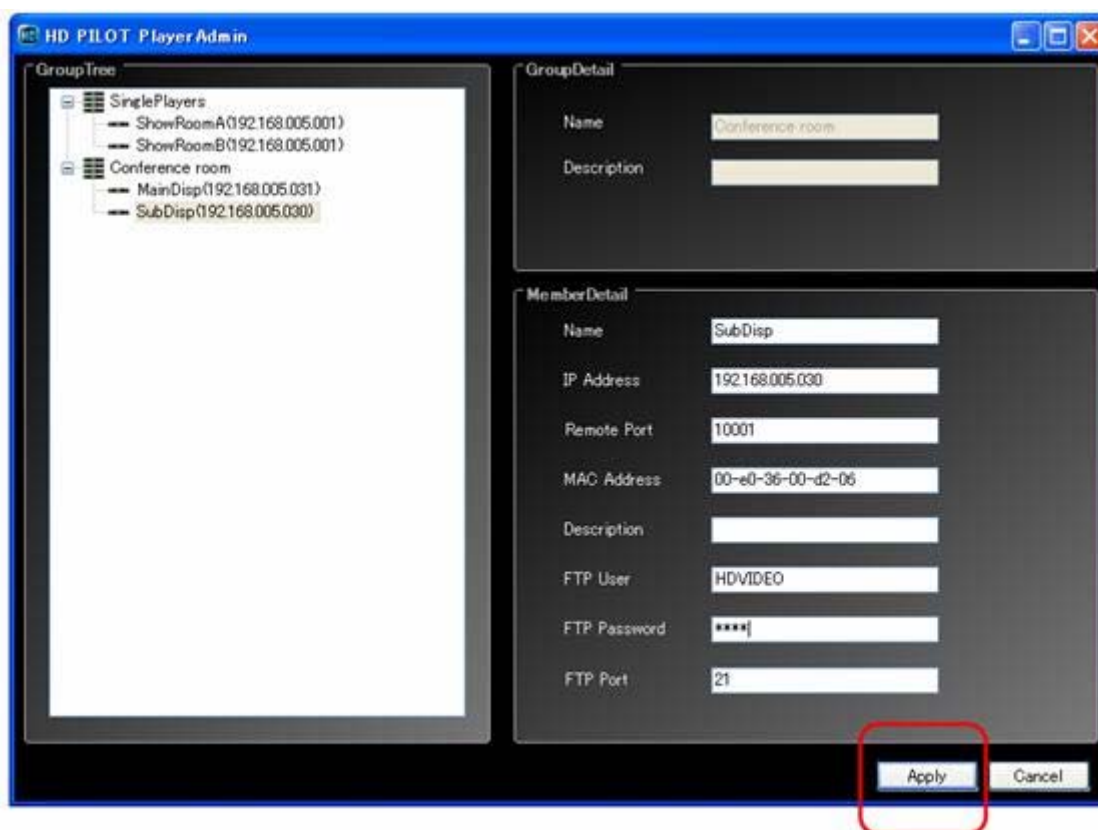 HD PILOT PlayerAdmin
GroupTree
SinglePlayers
ShowRoomA(192.168.005.001)
ShowRoomB(192.168.005.001)
Conference room
MainDisp(192.168.005.031)
SubDisp(192.168.005.030)
GroupDetail
Name Conference room
Description
MemberDetail
Name SubDisp
IP Address 192.168.005.030
Remote Port 10001
MAC Address 00-e0-36-00-d2-06
Description
FTP User HDVIDEO
FTP Password ****
FTP Port 21
Apply Cancel